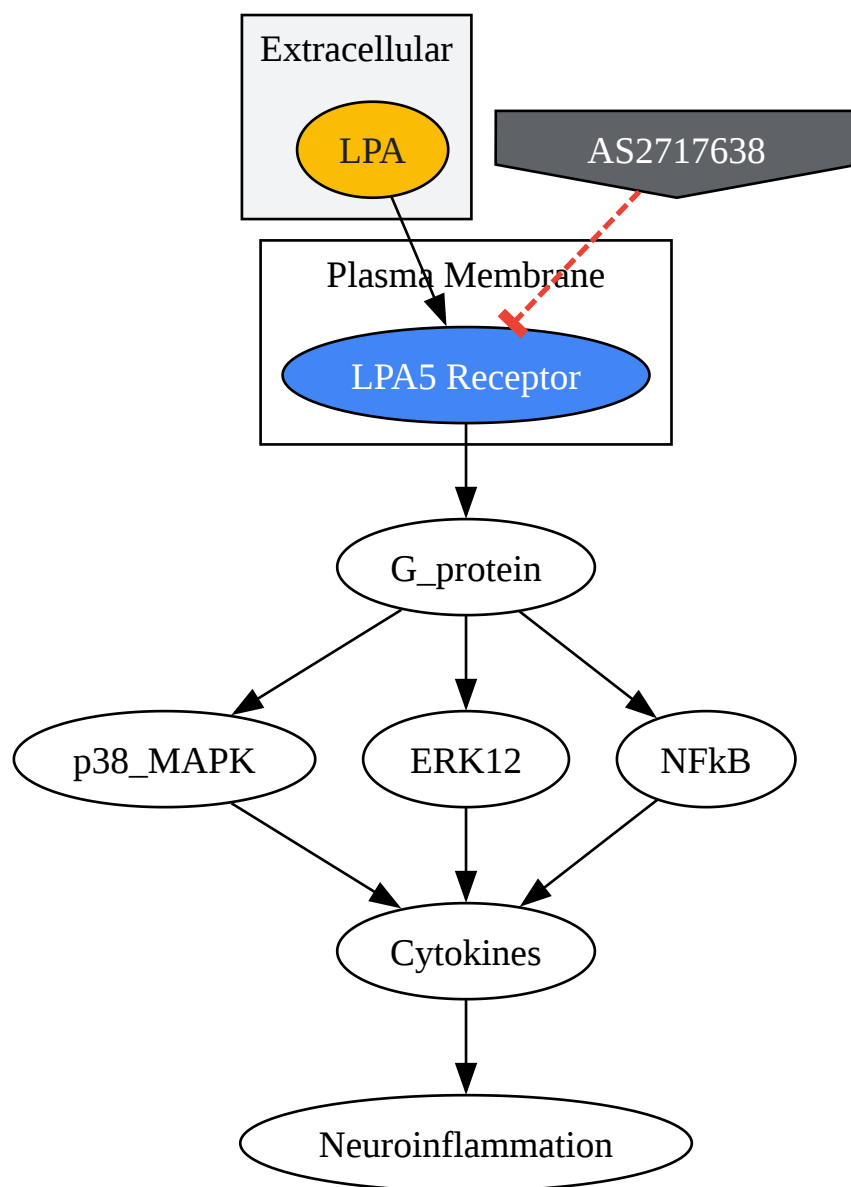 Extracellular
LPA
AS2717638
Plasma Membrane
LPA5 Receptor
G_protein
p38_MAPK
ERK12
NFkB
Cytokines
Neuroinflammation